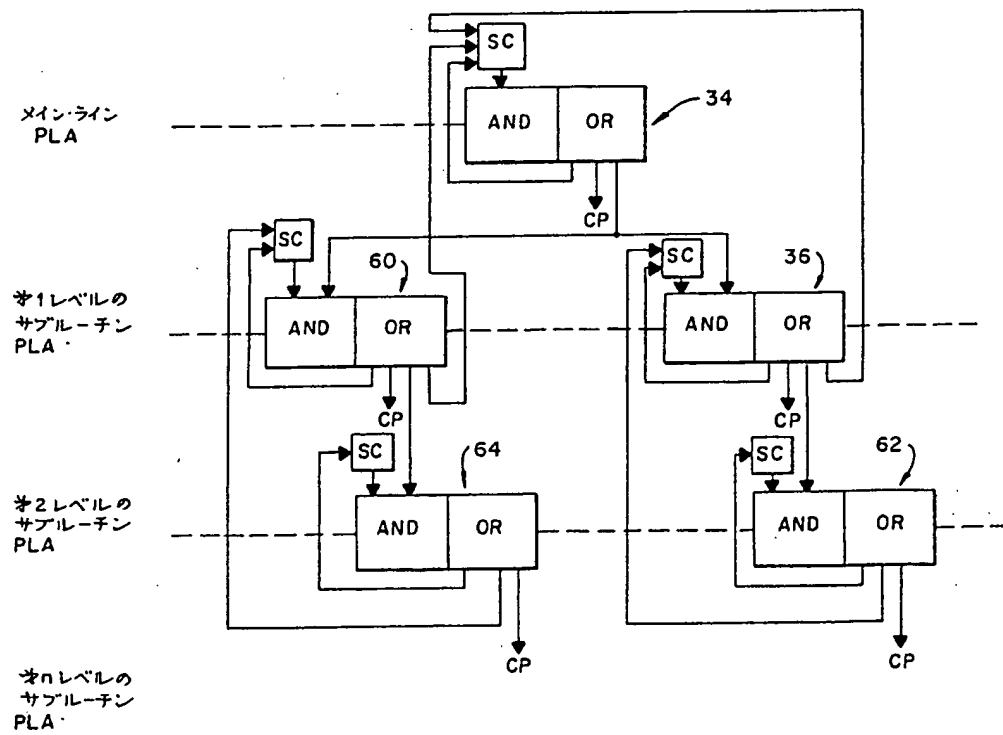 SC
メイン・ライン
PLA
AND OR
34
CP
SC
60
SC
36
第1レベルの
サブルーチン
PLA
AND OR
AND OR
CP
CP
SC
64
SC
62
第2レベルの
サブルーチン
PLA
AND OR
AND OR
CP
CP
第nレベルの
サブルーチン
PLA